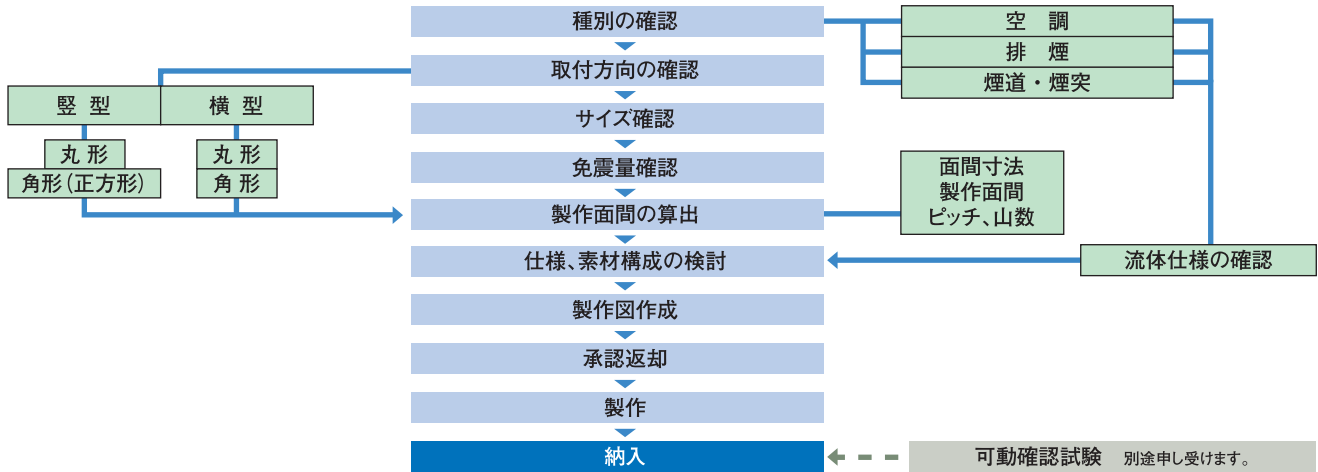 種別の確認
空 調
排 煙
煙道・煙突
取付方向の確認
竪 型
横 型
丸 形
角形(正方形)
丸 形
角 形
サイズ確認
免震量確認
製作面間の算出
面間寸法
製作面間
ピッチ、山数
仕様、素材構成の検討
流体仕様の確認
製作図作成
承認返却
製作
納入
可動確認試験 別途申し受けます。